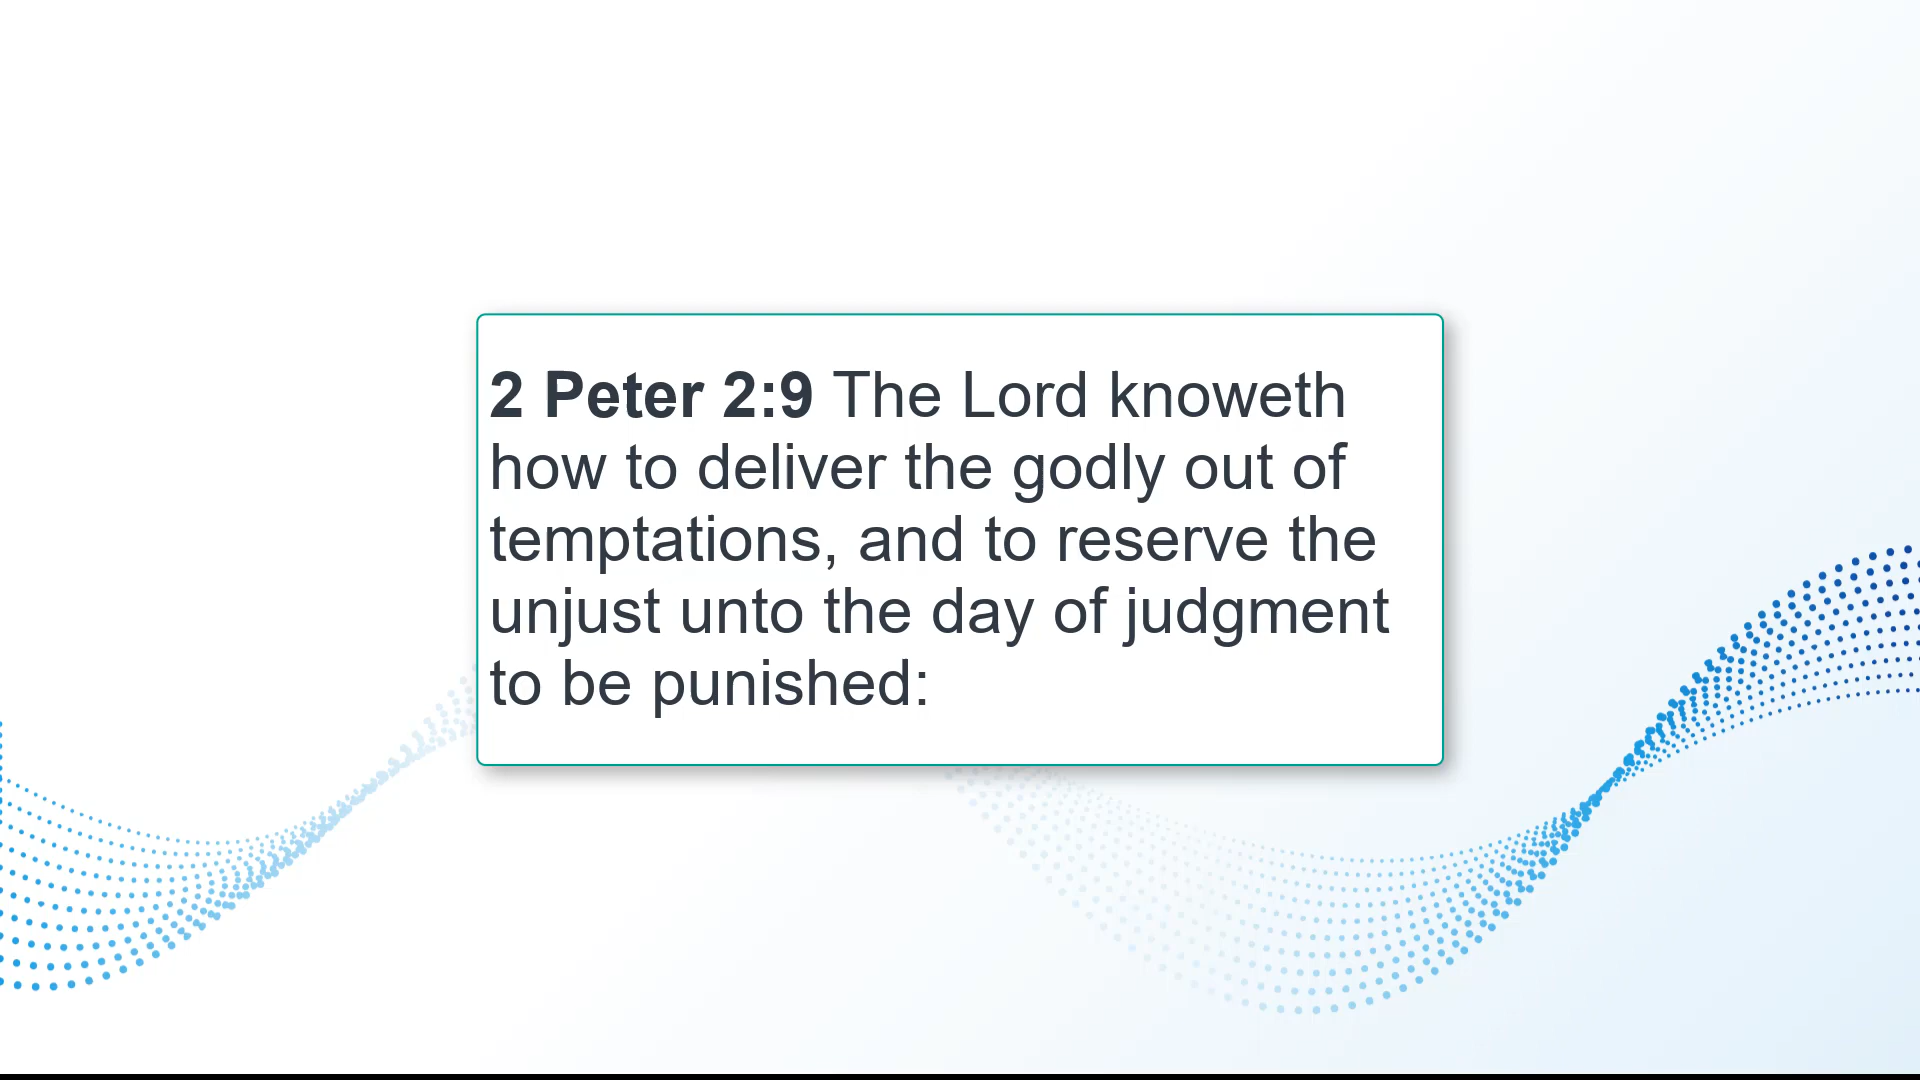 2 Peter 2:9 The Lord knoweth
how to deliver the godly out of
temptations, and to reserve the
unjust unto the day of judgment
to be punished: